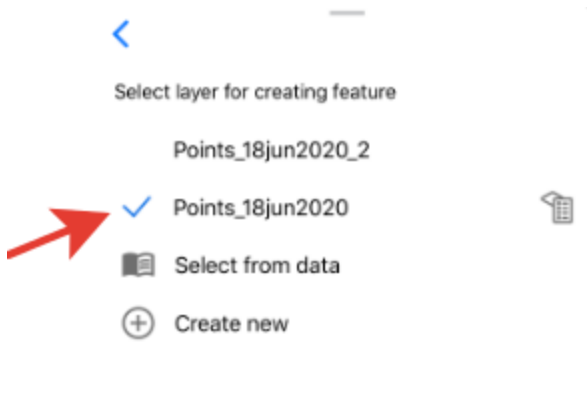 Select layer for creating feature
Points_18jun2020_2
Points_18jun2020
Select from data
Create new